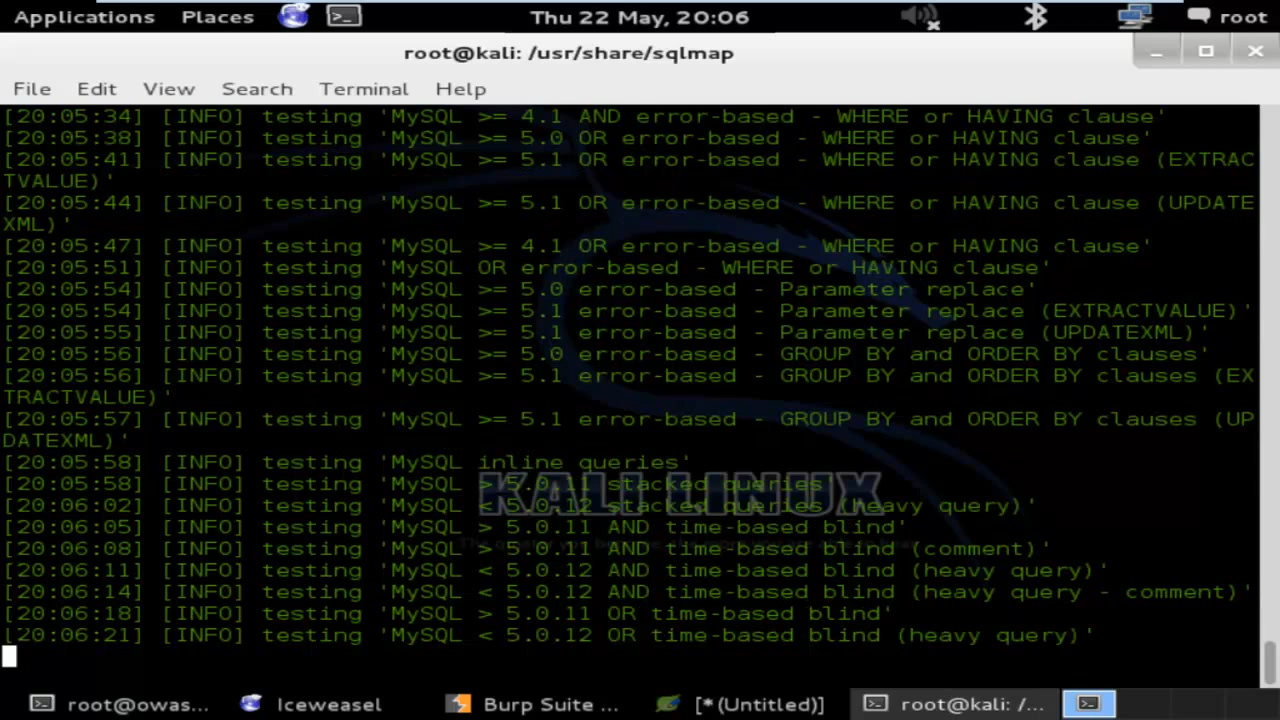 Applications Places Thu 22 May, 20:06 root
root@kali: /usr/share/sqlmap
File Edit View Search Terminal Help
[20:05:34] [INFO] testing 'MySQL >= 4.1 AND error-based - WHERE or HAVING clause'
[20:05:38] [INFO] testing 'MySQL >= 5.0 OR error-based - WHERE or HAVING clause'
[20:05:41] [INFO] testing 'MySQL >= 5.1 OR error-based - WHERE or HAVING clause (EXTRAC
TVALUE)'
[20:05:44] [INFO] testing 'MySQL >= 5.1 OR error-based - WHERE or HAVING clause (UPDATE
XML)'
[20:05:47] [INFO] testing 'MySQL >= 4.1 OR error-based - WHERE or HAVING clause'
[20:05:51] [INFO] testing 'MySQL OR error-based - WHERE or HAVING clause'
[20:05:54] [INFO] testing 'MySQL >= 5.0 error-based - Parameter replace'
[20:05:54] [INFO] testing 'MySQL >= 5.1 error-based - Parameter replace (EXTRACTVALUE)'
[20:05:55] [INFO] testing 'MySQL >= 5.1 error-based - Parameter replace (UPDATEXML)'
[20:05:56] [INFO] testing 'MySQL >= 5.0 error-based - GROUP BY and ORDER BY clauses'
[20:05:56] [INFO] testing 'MySQL >= 5.1 error-based - GROUP BY and ORDER BY clauses (EX
TRACTVALUE)'
[20:05:57] [INFO] testing 'MySQL >= 5.1 error-based - GROUP BY and ORDER BY clauses (UP
DATEXML)'
[20:05:58] [INFO] testing 'MySQL inline queries'
[20:05:58] [INFO] testing 'MySQL > 5.0.11 stacked queries'
[20:06:02] [INFO] testing 'MySQL < 5.0.12 stacked queries (heavy query)'
KALI LINUX
[20:06:05] [INFO] testing 'MySQL > 5.0.11 AND time-based blind'
[20:06:08] [INFO] testing 'MySQL > 5.0.11 AND time-based blind (comment)'
[20:06:11] [INFO] testing 'MySQL < 5.0.12 AND time-based blind (heavy query)'
[20:06:14] [INFO] testing 'MySQL < 5.0.12 AND time-based blind (heavy query - comment)'
[20:06:18] [INFO] testing 'MySQL > 5.0.11 OR time-based blind'
[20:06:21] [INFO] testing 'MySQL < 5.0.12 OR time-based blind (heavy query)'
root@owas... Iceweasel Burp Suite ... [*(Untitled)] root@kali: /...